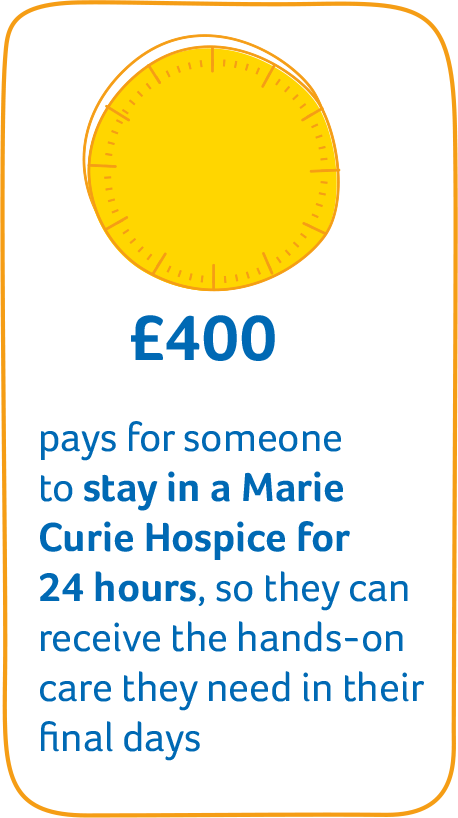 £400
pays for someone
to stay in a Marie
Curie Hospice for
24 hours, so they can
receive the hands-on
care they need in their
final days